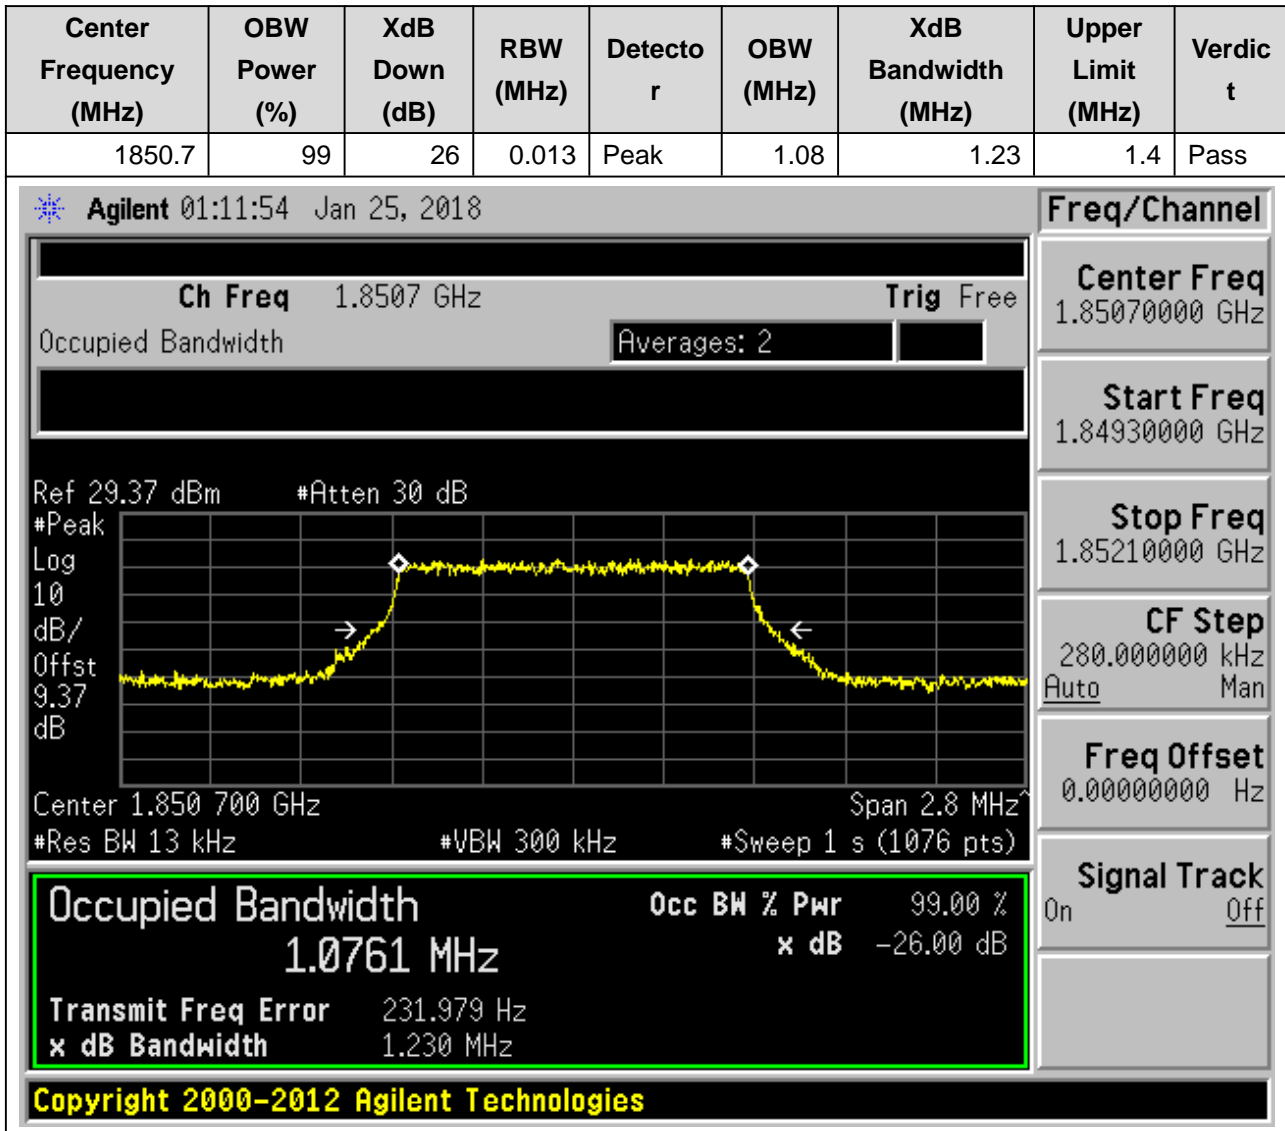 Center Frequency (MHz) OBW Power (%) XdB Down (dB) RBW (MHz) Detector OBW (MHz) XdB Bandwidth (MHz) Upper Limit (MHz) Verdict
1850.7 99 26 0.013 Peak 1.08 1.23 1.4 Pass
Agilent 01:11:54 Jan 25, 2018
Freq/Channel
Ch Freq 1.8507 GHz Trig Free
Occupied Bandwidth Averages: 2
Center Freq
1.85070000 GHz
Start Freq
1.84930000 GHz
Stop Freq
1.85210000 GHz
CF Step
280.000000 kHz
Auto Man
Freq Offset
0.00000000 Hz
Signal Track
On Off
Ref 29.37 dBm #Atten 30 dB
#Peak
Log
10
dB/
Offst
9.37
dB
Center 1.850 700 GHz Span 2.8 MHz^
#Res BW 13 kHz #VBW 300 kHz #Sweep 1 s (1076 pts)
Occupied Bandwidth Occ BW % Pwr 99.00 %
1.0761 MHz x dB -26.00 dB
Transmit Freq Error 231.979 Hz
x dB Bandwidth 1.230 MHz
Copyright 2000-2012 Agilent Technologies